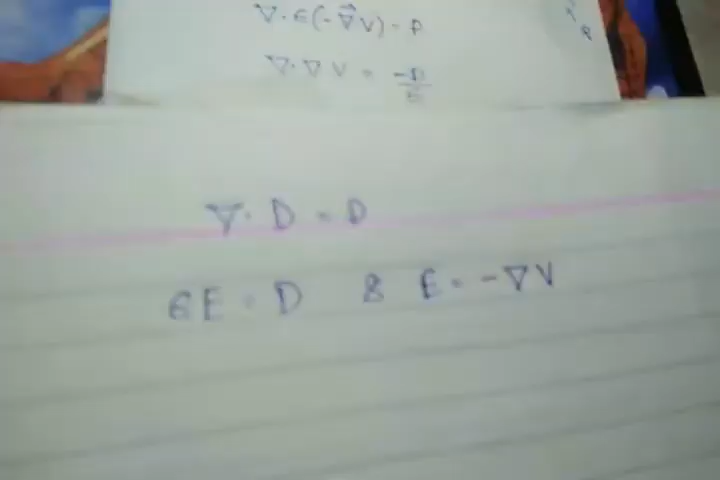 ∇·ϵ(-∇⃗V) = ρ
∇·∇V = -ρ/ϵ
∇· D = ρ
ϵE = D & E = -∇V